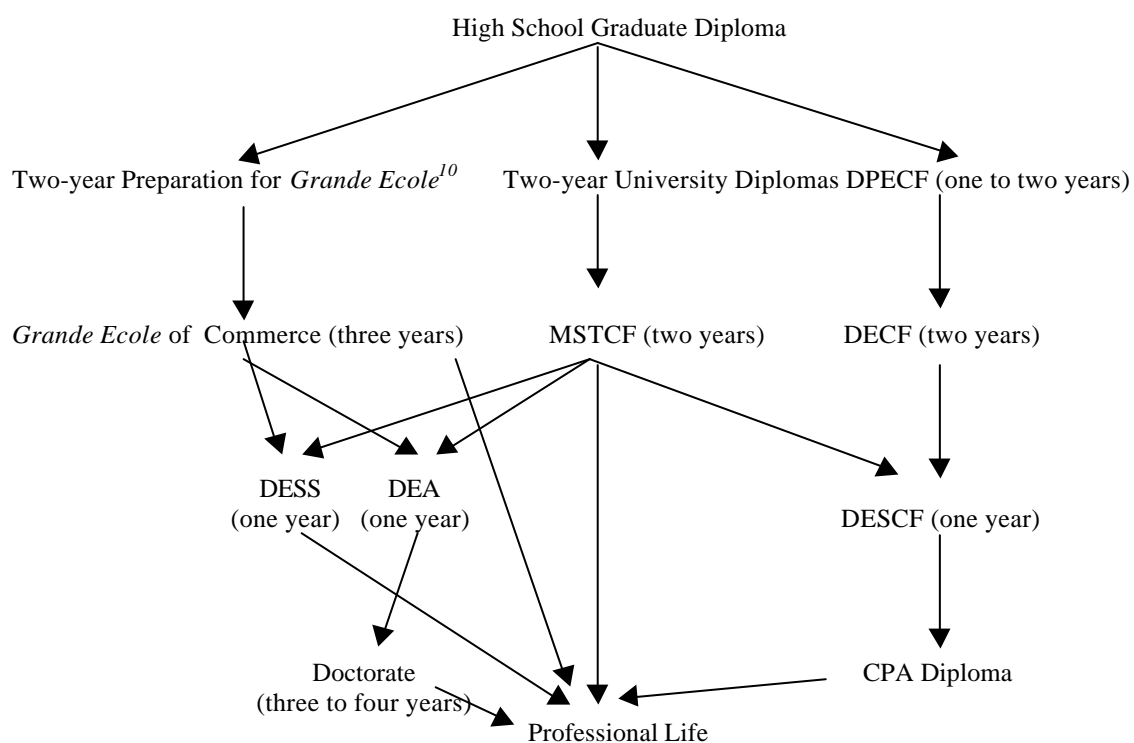 High School Graduate Diploma
Two-year Preparation for Grande Ecole10
Two-year University Diplomas DPECF (one to two years)
Grande Ecole of Commerce (three years)
MSTCF (two years)
DECF (two years)
DESS
(one year)
DEA
(one year)
DESCF (one year)
Doctorate
(three to four years)
CPA Diploma
Professional Life